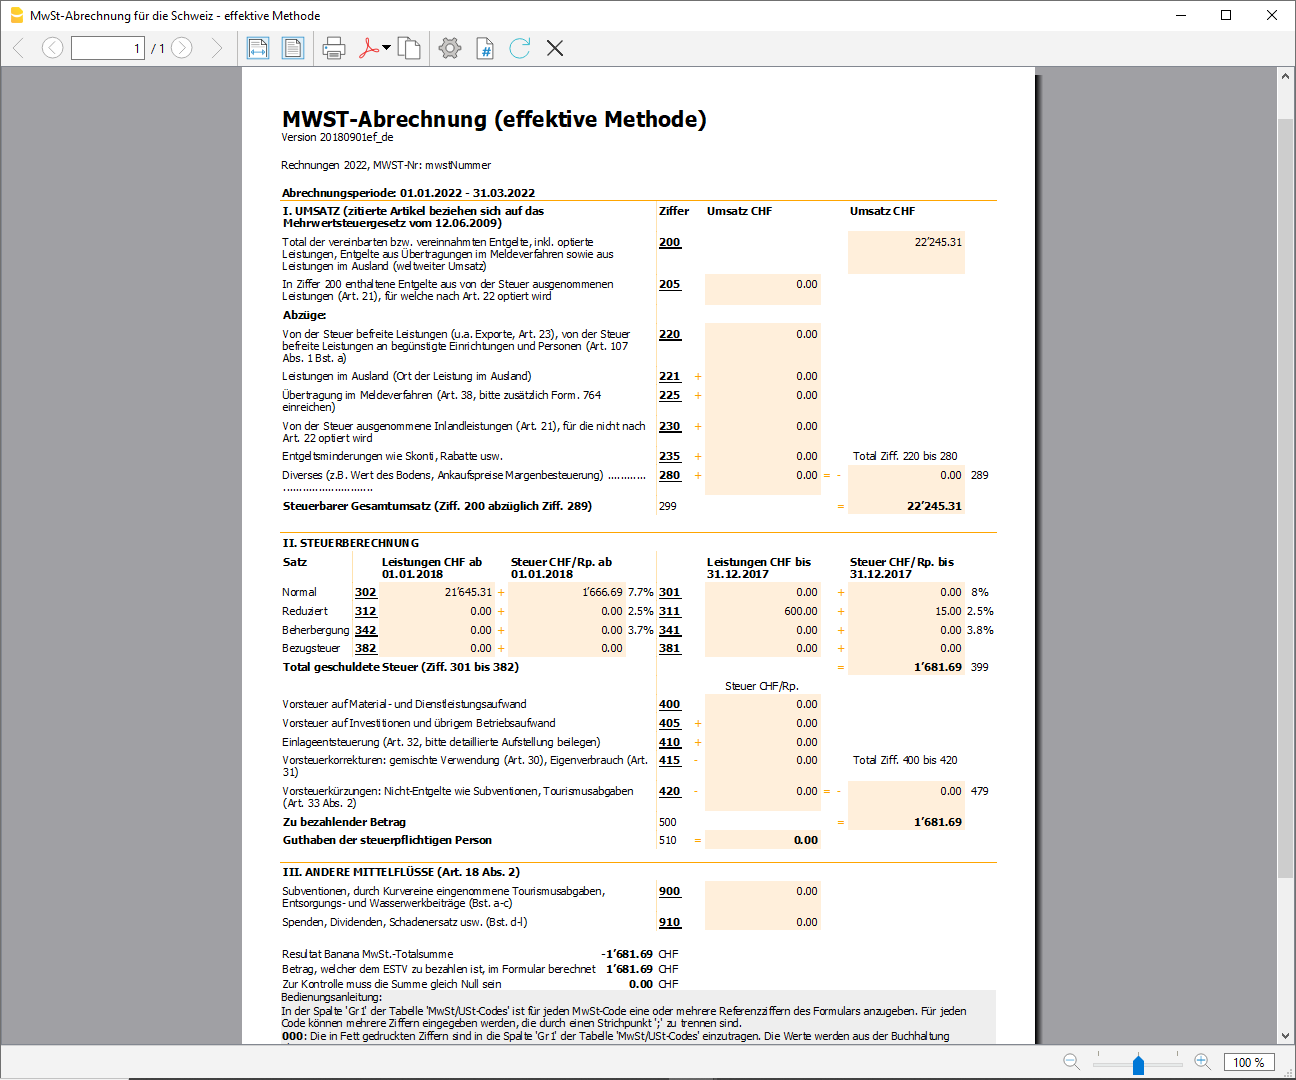 MwSt-Abrechnung für die Schweiz - effektive Methode
1 / 1
MWST-Abrechnung (effektive Methode)
Version 20180901ef_de
Rechnungen 2022, MWST-Nr: mwstNummer
Abrechnungsperiode: 01.01.2022 - 31.03.2022
I. UMSATZ (zitierte Artikel beziehen sich auf das Ziffer Umsatz CHF Umsatz CHF
Mehrwertsteuergesetz vom 12.06.2009)
Total der vereinbarten bzw. vereinnahmten Entgelte, inkl. optierte 200 22’245.31
Leistungen, Entgelte aus Übertragungen im Meldeverfahren sowie aus
Leistungen im Ausland (weltweiter Umsatz)
In Ziffer 200 enthaltene Entgelte aus von der Steuer ausgenommenen 205 0.00
Leistungen (Art. 21), für welche nach Art. 22 optiert wird
Abzüge:
Von der Steuer befreite Leistungen (u.a. Exporte, Art. 23), von der Steuer 220 0.00
befreite Leistungen an begünstigte Einrichtungen und Personen (Art. 107
Abs. 1 Bst. a)
Leistungen im Ausland (Ort der Leistung im Ausland) 221 + 0.00
Übertragung im Meldeverfahren (Art. 38, bitte zusätzlich Form. 764 225 + 0.00
einreichen)
Von der Steuer ausgenommene Inlandleistungen (Art. 21), für die nicht nach 230 + 0.00
Art. 22 optiert wird
Entgeltsminderungen wie Skonti, Rabatte usw. 235 + 0.00 Total Ziff. 220 bis 280
Diverses (z.B. Wert des Bodens, Ankaufspreise Margenbesteuerung) ............ 280 + 0.00 = - 0.00 289
...........................
Steuerbarer Gesamtumsatz (Ziff. 200 abzüglich Ziff. 289) 299 = 22’245.31
II. STEUERBERECHNUNG
Satz Leistungen CHF ab Steuer CHF/Rp. ab Leistungen CHF bis Steuer CHF/Rp. bis
01.01.2018 01.01.2018 31.12.2017 31.12.2017
Normal 302 21’645.31 + 1’666.69 7.7% 301 0.00 + 0.00 8%
Reduziert 312 0.00 + 0.00 2.5% 311 600.00 + 15.00 2.5%
Beherbergung 342 0.00 + 0.00 3.7% 341 0.00 + 0.00 3.8%
Bezugsteuer 382 0.00 + 0.00 381 0.00 + 0.00
Total geschuldete Steuer (Ziff. 301 bis 382) = 1’681.69 399
Steuer CHF/Rp.
Vorsteuer auf Material- und Dienstleistungsaufwand 400 0.00
Vorsteuer auf Investitionen und übrigem Betriebsaufwand 405 + 0.00
Einlageentsteuerung (Art. 32, bitte detaillierte Aufstellung beilegen) 410 + 0.00
Vorsteuerkorrekturen: gemischte Verwendung (Art. 30), Eigenverbrauch (Art. 415 - 0.00 Total Ziff. 400 bis 420
31)
Vorsteuerkürzungen: Nicht-Entgelte wie Subventionen, Tourismusabgaben 420 - 0.00 = - 0.00 479
(Art. 33 Abs. 2)
Zu bezahlender Betrag 500 = 1’681.69
Guthaben der steuerpflichtigen Person 510 = 0.00
III. ANDERE MITTELFLÜSSE (Art. 18 Abs. 2)
Subventionen, durch Kurvereine eingenommene Tourismusabgaben, 900 0.00
Entsorgungs- und Wasserwerkbeiträge (Bst. a-c)
Spenden, Dividenden, Schadenersatz usw. (Bst. d-l) 910 0.00
Resultat Banana MwSt.-Totalsumme -1’681.69 CHF
Betrag, welcher dem ESTV zu bezahlen ist, im Formular berechnet 1’681.69 CHF
Zur Kontrolle muss die Summe gleich Null sein 0.00 CHF
Bedienungsanleitung:
In der Spalte 'Gr1' der Tabelle 'MwSt/USt-Codes' ist für jeden MwSt-Code eine oder mehrere Referenzziffern des Formulars anzugeben. Für jeden
Code können mehrere Ziffern eingegeben werden, die durch einen Strichpunkt ';' zu trennen sind.
000: Die in Fett gedruckten Ziffern sind in die Spalte 'Gr1' der Tabelle 'MwSt/USt-Codes' einzutragen. Die Werte werden aus der Buchhaltung
100 %